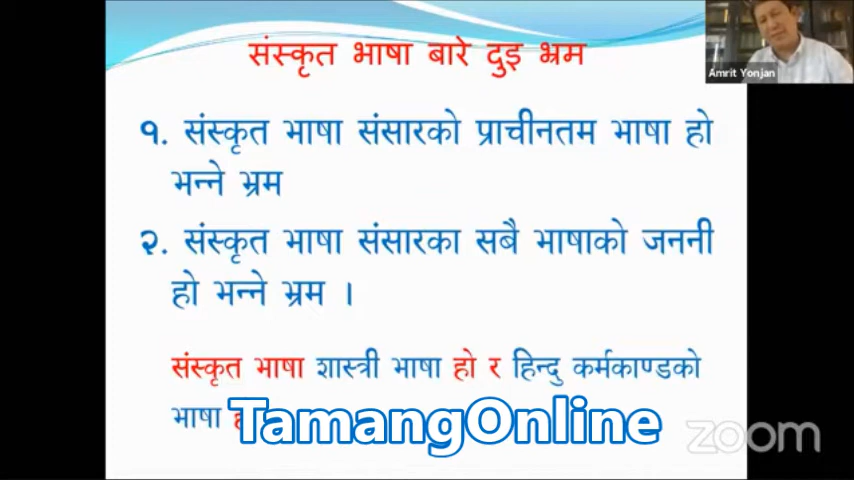 संस्कृत भाषा बारे दुइ भ्रम
Amrit Yonjan
१. संस्कृत भाषा संसारको प्राचीनतम भाषा हो
भन्ने भ्रम
२. संस्कृत भाषा संसारका सबै भाषाको जननी
हो भन्ने भ्रम ।
संस्कृत भाषा शास्त्री भाषा हो र हिन्दु कर्मकाण्डको
भाषा
TamangOnline
zoom